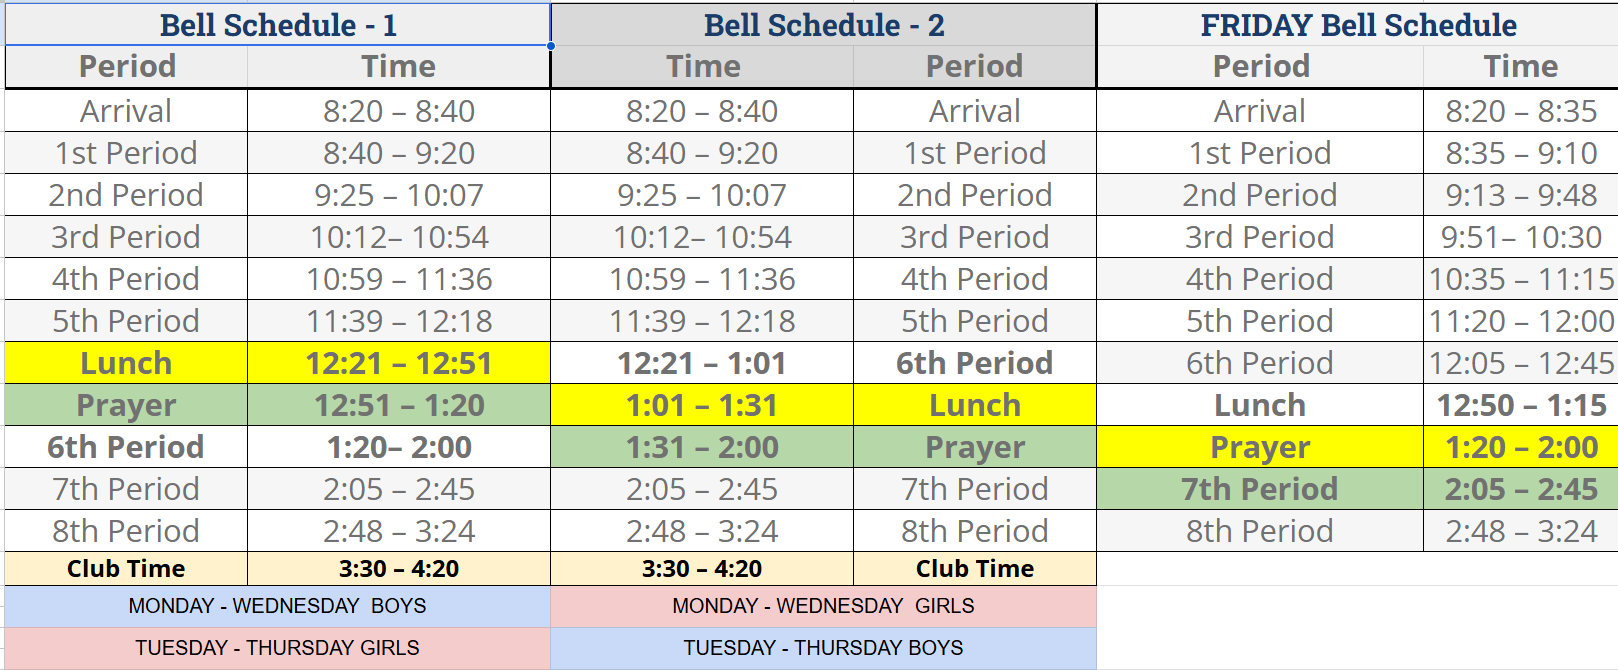 Bell Schedule - 1 Bell Schedule - 2 FRIDAY Bell Schedule
Period Time Time Period Period Time
Arrival 8:20 – 8:40 8:20 – 8:40 Arrival Arrival 8:20 – 8:35
1st Period 8:40 – 9:20 8:40 – 9:20 1st Period 1st Period 8:35 – 9:10
2nd Period 9:25 – 10:07 9:25 – 10:07 2nd Period 2nd Period 9:13 – 9:48
3rd Period 10:12– 10:54 10:12– 10:54 3rd Period 3rd Period 9:51– 10:30
4th Period 10:59 – 11:36 10:59 – 11:36 4th Period 4th Period 10:35 – 11:15
5th Period 11:39 – 12:18 11:39 – 12:18 5th Period 5th Period 11:20 – 12:00
Lunch 12:21 – 12:51 12:21 – 1:01 6th Period 6th Period 12:05 – 12:45
Prayer 12:51 – 1:20 1:01 – 1:31 Lunch Lunch 12:50 – 1:15
6th Period 1:20– 2:00 1:31 – 2:00 Prayer Prayer 1:20 – 2:00
7th Period 2:05 – 2:45 2:05 – 2:45 7th Period 7th Period 2:05 – 2:45
8th Period 2:48 – 3:24 2:48 – 3:24 8th Period 8th Period 2:48 – 3:24
Club Time 3:30 – 4:20 3:30 – 4:20 Club Time
MONDAY - WEDNESDAY BOYS MONDAY - WEDNESDAY GIRLS
TUESDAY - THURSDAY GIRLS TUESDAY - THURSDAY BOYS